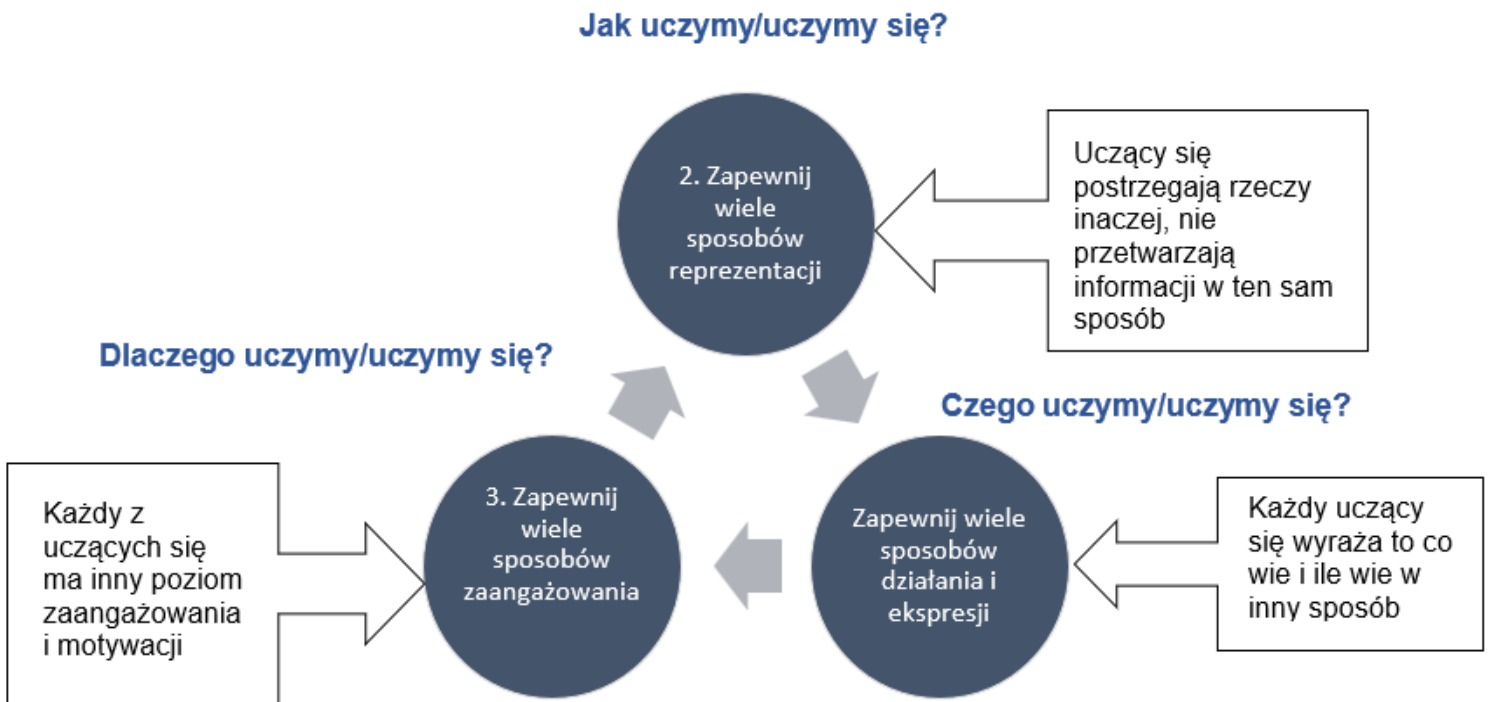 Jak uczymy/uczymy się?
2. Zapewnij
wiele
sposobów
reprezentacji
Uczący się
postrzegają rzeczy
inaczej, nie
przetwarzają
informacji w ten sam
sposób
Dlaczego uczymy/uczymy się?
Czego uczymy/uczymy się?
Każdy z
uczących się
ma inny poziom
zaangażowania
i motywacji
3. Zapewnij
wiele
sposobów
zaangażowania
Zapewnij wiele
sposobów
działania i
ekspresji
Każdy uczący
się wyraża to co
wie i ile wie w
inny sposób